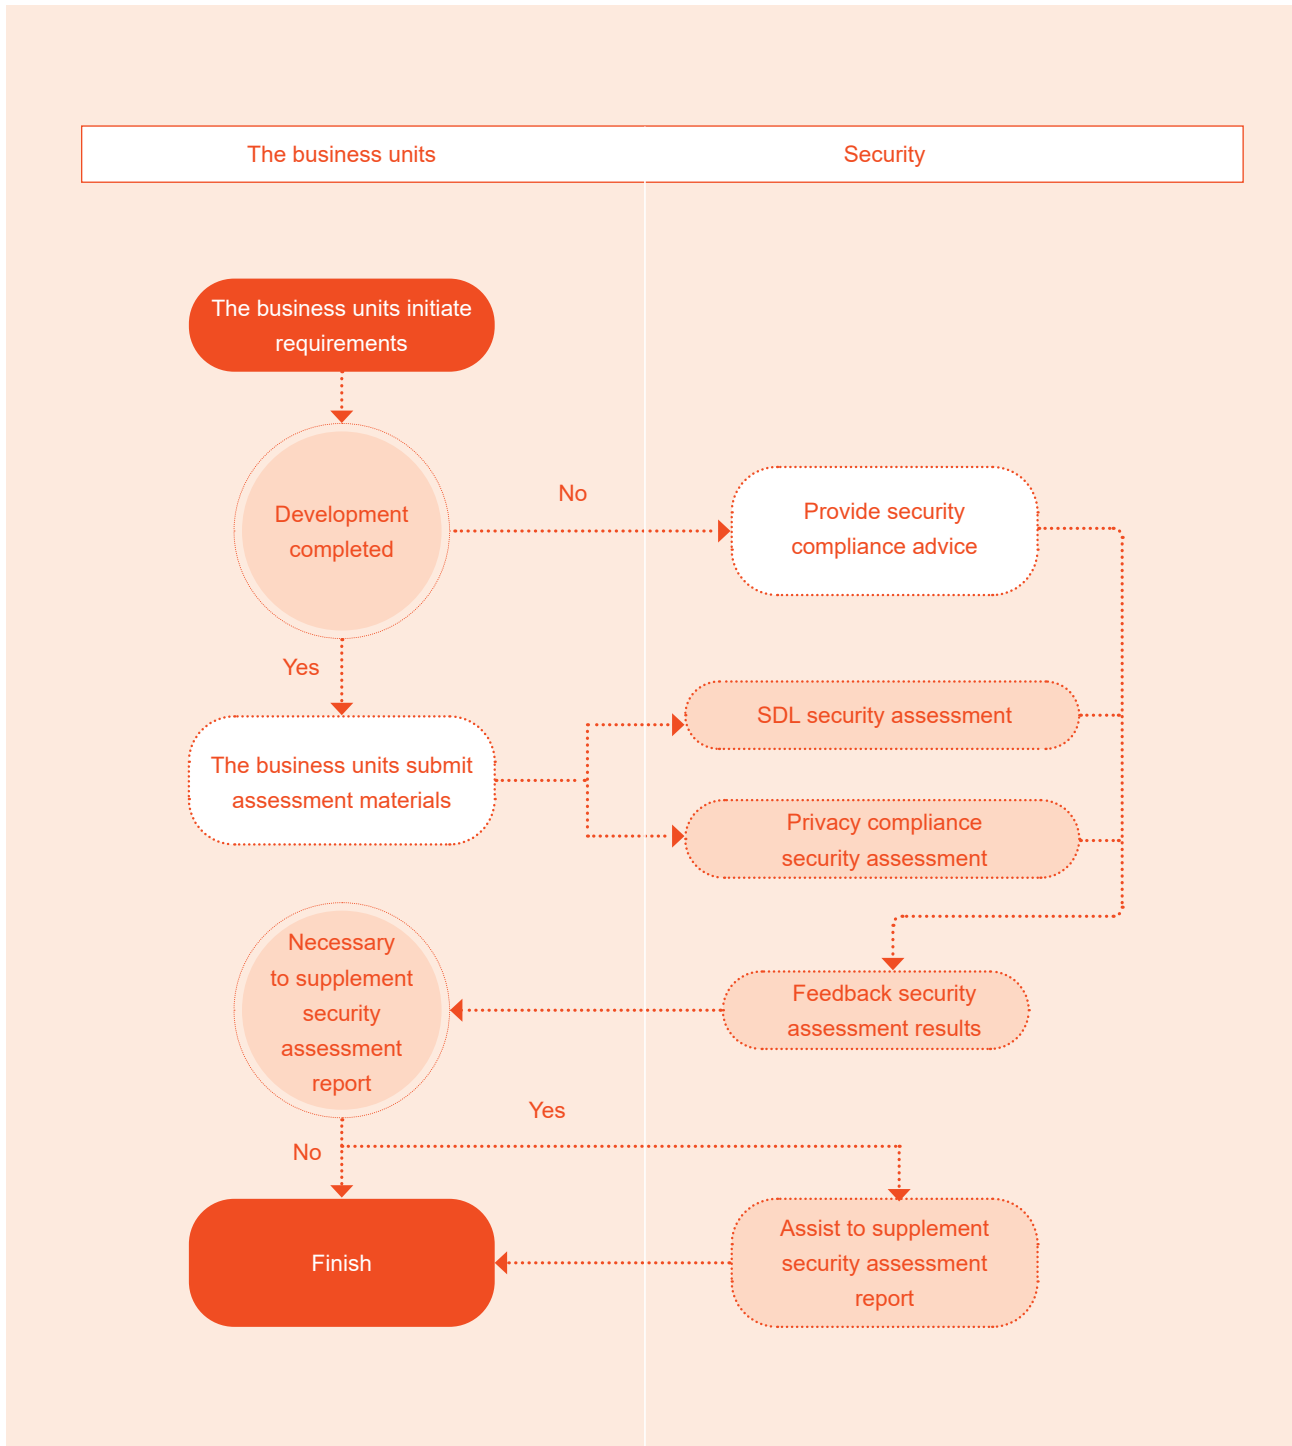 The business units
Security
The business units initiate
requirements
Development
completed
No
Provide security
compliance advice
Yes
The business units submit
assessment materials
SDL security assessment
Privacy compliance
security assessment
Necessary
to supplement
security
assessment
report
Feedback security
assessment results
Yes
No
Finish
Assist to supplement
security assessment
report